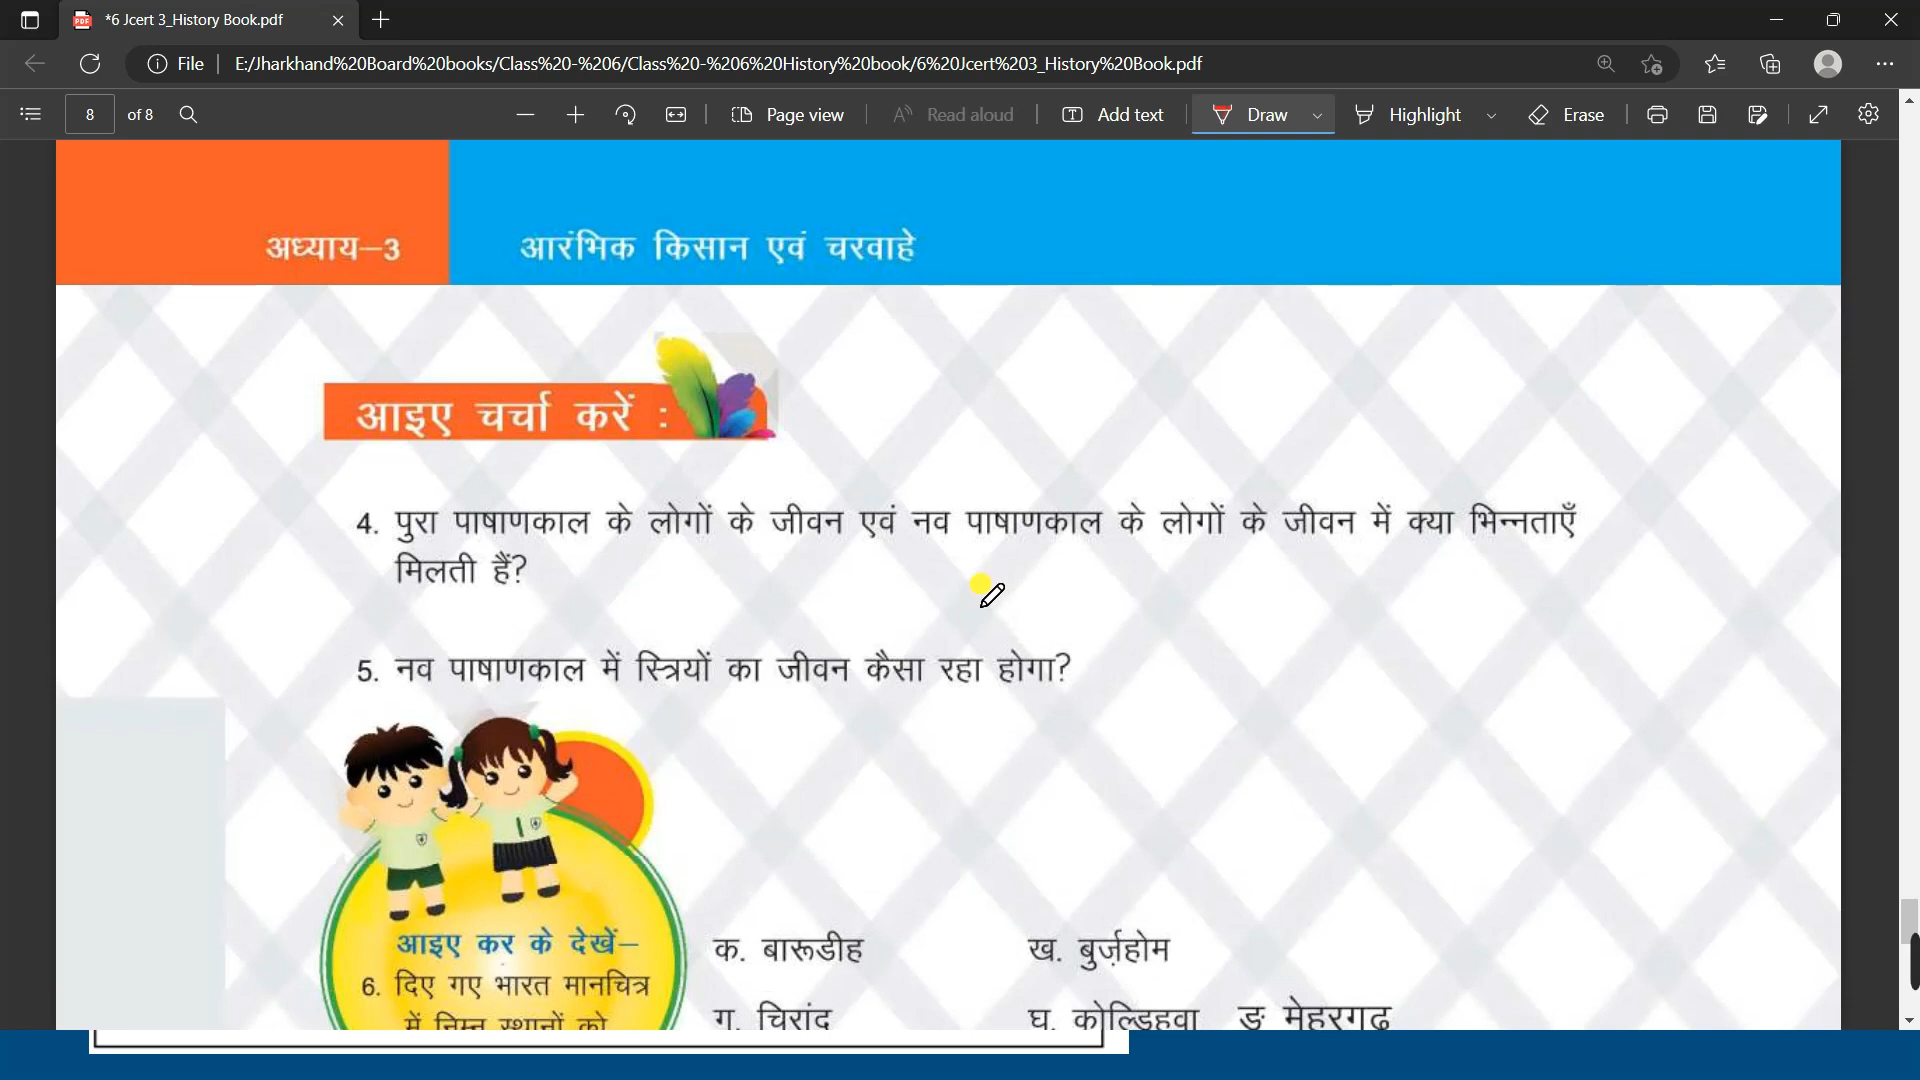 *6 Jcert 3_History Book.pdf
File E:/Jharkhand%20Board%20books/Class%20-%206/Class%20-%206%20History%20book/6%20Jcert%203_History%20Book.pdf
8 of 8 Page view Read aloud Add text Draw Highlight Erase
अध्याय–3 आरंभिक किसान एवं चरवाहे
आइए चर्चा करें :
4. पुरा पाषाणकाल के लोगों के जीवन एवं नव पाषाणकाल के लोगों के जीवन में क्या भिन्नताएँ
मिलती हैं?
5. नव पाषाणकाल में स्त्रियों का जीवन कैसा रहा होगा?
आइए कर के देखें–
6. दिए गए भारत मानचित्र
में निम्न स्थानों को
क. बारूडीह ख. बुर्ज़होम
ग. चिरांद घ. कोल्डिहवा ङ मेहरगढ़